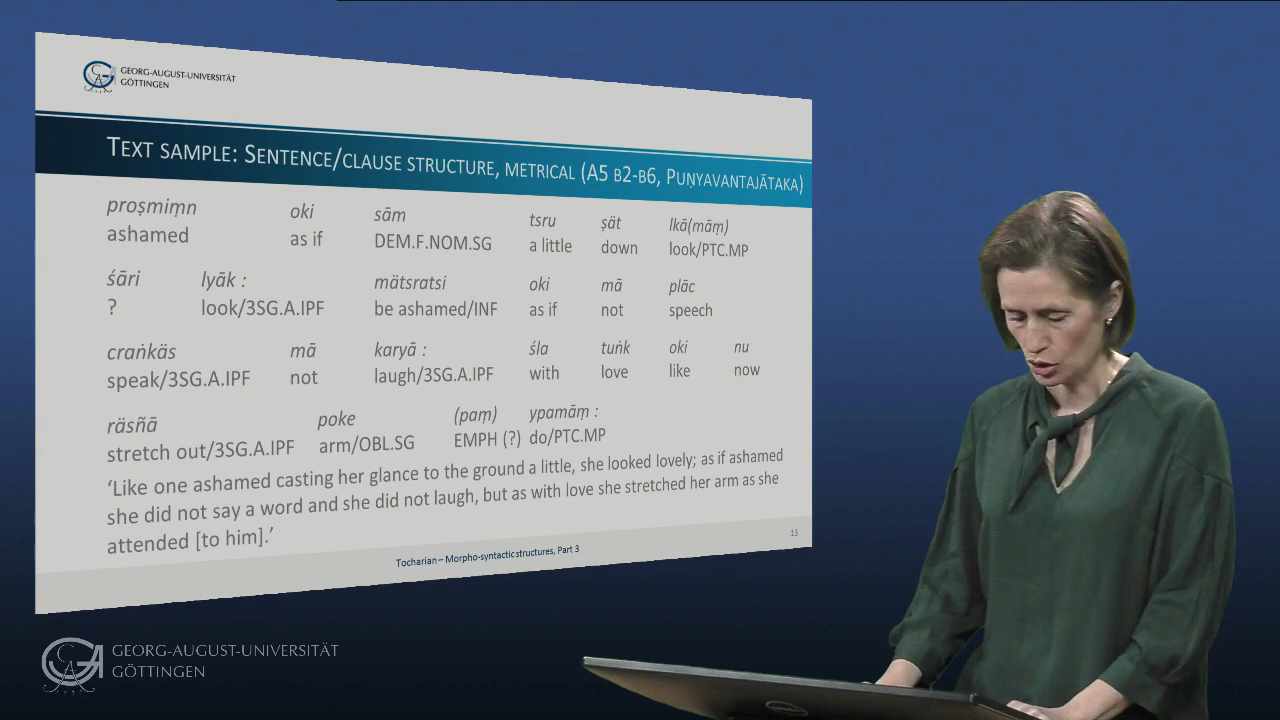 GEORG-AUGUST-UNIVERSITÄT
GÖTTINGEN
TEXT SAMPLE: SENTENCE/CLAUSE STRUCTURE, METRICAL (A5 B2-B6, PUṆYAVANTAJĀTAKA)
proṣmiṃn oki sām tsru ṣät lkā(māṃ)
ashamed as if DEM.F.NOM.SG a little down look/PTC.MP
śāri lyāk : mätsratsi oki mā plāc
? look/3SG.A.IPF be ashamed/INF as if not speech
craṅkäs mā karyā : śla tuṅk oki nu
speak/3SG.A.IPF not laugh/3SG.A.IPF with love like now
räsñā poke (paṃ) ypamāṃ :
stretch out/3SG.A.IPF arm/OBL.SG EMPH (?) do/PTC.MP
‘Like one ashamed casting her glance to the ground a little, she looked lovely; as if ashamed
she did not say a word and she did not laugh, but as with love she stretched her arm as she
attended [to him].’
13
Tocharian – Morpho-syntactic structures, Part 3
GEORG-AUGUST-UNIVERSITÄT
GÖTTINGEN